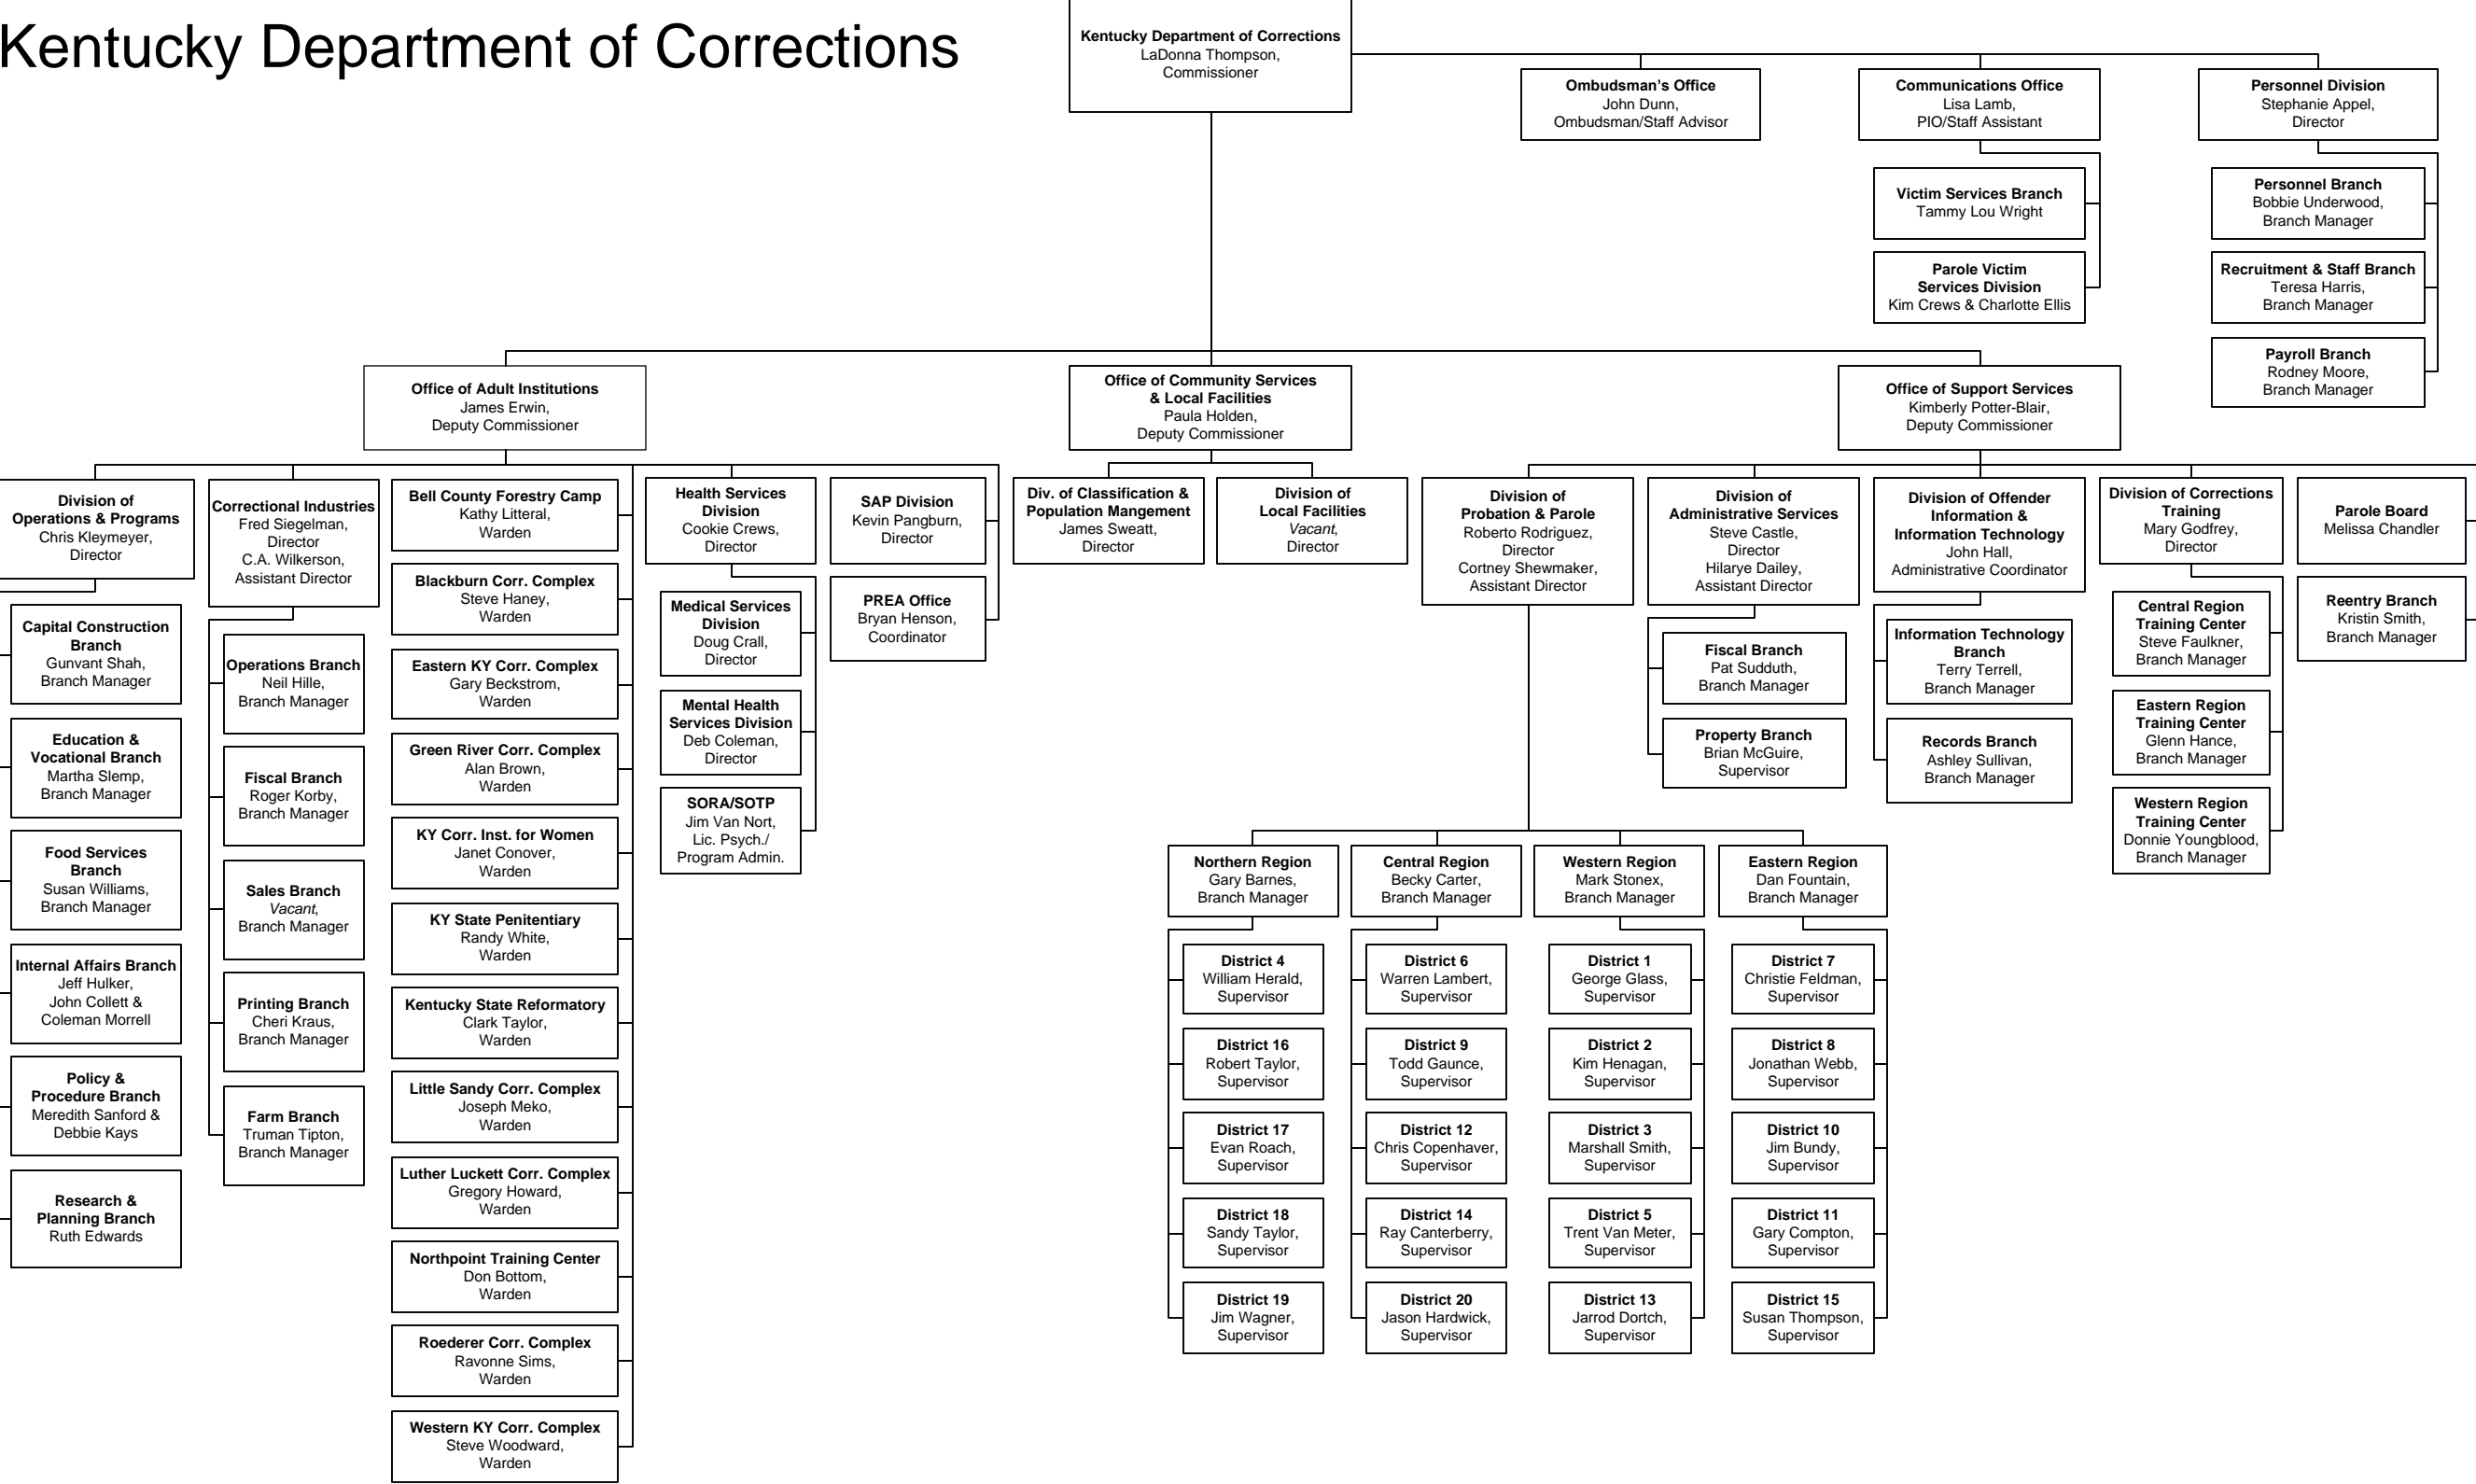 Kentucky Department of Corrections
Kentucky Department of Corrections
LaDonna Thompson,
Commissioner
Ombudsman's Office
John Dunn,
Ombudsman/Staff Advisor
Communications Office
Lisa Lamb,
PIO/Staff Assistant
Personnel Division
Stephanie Appel,
Director
Victim Services Branch
Tammy Lou Wright
Parole Victim
Services Division
Kim Crews & Charlotte Ellis
Personnel Branch
Bobbie Underwood,
Branch Manager
Recruitment & Staff Branch
Teresa Harris,
Branch Manager
Payroll Branch
Rodney Moore,
Branch Manager
Office of Adult Institutions
James Erwin,
Deputy Commissioner
Office of Community Services
& Local Facilities
Paula Holden,
Deputy Commissioner
Office of Support Services
Kimberly Potter-Blair,
Deputy Commissioner
Division of
Operations & Programs
Chris Kleymeyer,
Director
Capital Construction
Branch
Gunvant Shah,
Branch Manager
Education &
Vocational Branch
Martha Slemp,
Branch Manager
Food Services
Branch
Susan Williams,
Branch Manager
Internal Affairs Branch
Jeff Hulker,
John Collett &
Coleman Morrell
Policy &
Procedure Branch
Meredith Sanford &
Debbie Kays
Research &
Planning Branch
Ruth Edwards
Correctional Industries
Fred Siegelman,
Director
C.A. Wilkerson,
Assistant Director
Operations Branch
Neil Hille,
Branch Manager
Fiscal Branch
Roger Korby,
Branch Manager
Sales Branch
Vacant,
Branch Manager
Printing Branch
Cheri Kraus,
Branch Manager
Farm Branch
Truman Tipton,
Branch Manager
Bell County Forestry Camp
Kathy Litteral,
Warden
Blackburn Corr. Complex
Steve Haney,
Warden
Eastern KY Corr. Complex
Gary Beckstrom,
Warden
Green River Corr. Complex
Alan Brown,
Warden
KY Corr. Inst. for Women
Janet Conover,
Warden
KY State Penitentiary
Randy White,
Warden
Kentucky State Reformatory
Clark Taylor,
Warden
Little Sandy Corr. Complex
Joseph Meko,
Warden
Luther Luckett Corr. Complex
Gregory Howard,
Warden
Northpoint Training Center
Don Bottom,
Warden
Roederer Corr. Complex
Ravonne Sims,
Warden
Western KY Corr. Complex
Steve Woodward,
Warden
Health Services
Division
Cookie Crews,
Director
Medical Services
Division
Doug Crall,
Director
Mental Health
Services Division
Deb Coleman,
Director
SORA/SOTP
Jim Van Nort,
Lic. Psych./
Program Admin.
SAP Division
Kevin Pangburn,
Director
PREA Office
Bryan Henson,
Coordinator
Div. of Classification &
Population Mangement
James Sweatt,
Director
Division of
Local Facilities
Vacant,
Director
Division of
Probation & Parole
Roberto Rodriguez,
Director
Cortney Shewmaker,
Assistant Director
Division of
Administrative Services
Steve Castle,
Director
Hilarye Dailey,
Assistant Director
Fiscal Branch
Pat Sudduth,
Branch Manager
Property Branch
Brian McGuire,
Supervisor
Division of Offender
Information &
Information Technology
John Hall,
Administrative Coordinator
Information Technology
Branch
Terry Terrell,
Branch Manager
Records Branch
Ashley Sullivan,
Branch Manager
Division of Corrections
Training
Mary Godfrey,
Director
Central Region
Training Center
Steve Faulkner,
Branch Manager
Eastern Region
Training Center
Glenn Hance,
Branch Manager
Western Region
Training Center
Donnie Youngblood,
Branch Manager
Parole Board
Melissa Chandler
Reentry Branch
Kristin Smith,
Branch Manager
Northern Region
Gary Barnes,
Branch Manager
District 4
William Herald,
Supervisor
District 16
Robert Taylor,
Supervisor
District 17
Evan Roach,
Supervisor
District 18
Sandy Taylor,
Supervisor
District 19
Jim Wagner,
Supervisor
Central Region
Becky Carter,
Branch Manager
District 6
Warren Lambert,
Supervisor
District 9
Todd Gaunce,
Supervisor
District 12
Chris Copenhaver,
Supervisor
District 14
Ray Canterberry,
Supervisor
District 20
Jason Hardwick,
Supervisor
Western Region
Mark Stonex,
Branch Manager
District 1
George Glass,
Supervisor
District 2
Kim Henagan,
Supervisor
District 3
Marshall Smith,
Supervisor
District 5
Trent Van Meter,
Supervisor
District 13
Jarrod Dortch,
Supervisor
Eastern Region
Dan Fountain,
Branch Manager
District 7
Christie Feldman,
Supervisor
District 8
Jonathan Webb,
Supervisor
District 10
Jim Bundy,
Supervisor
District 11
Gary Compton,
Supervisor
District 15
Susan Thompson,
Supervisor